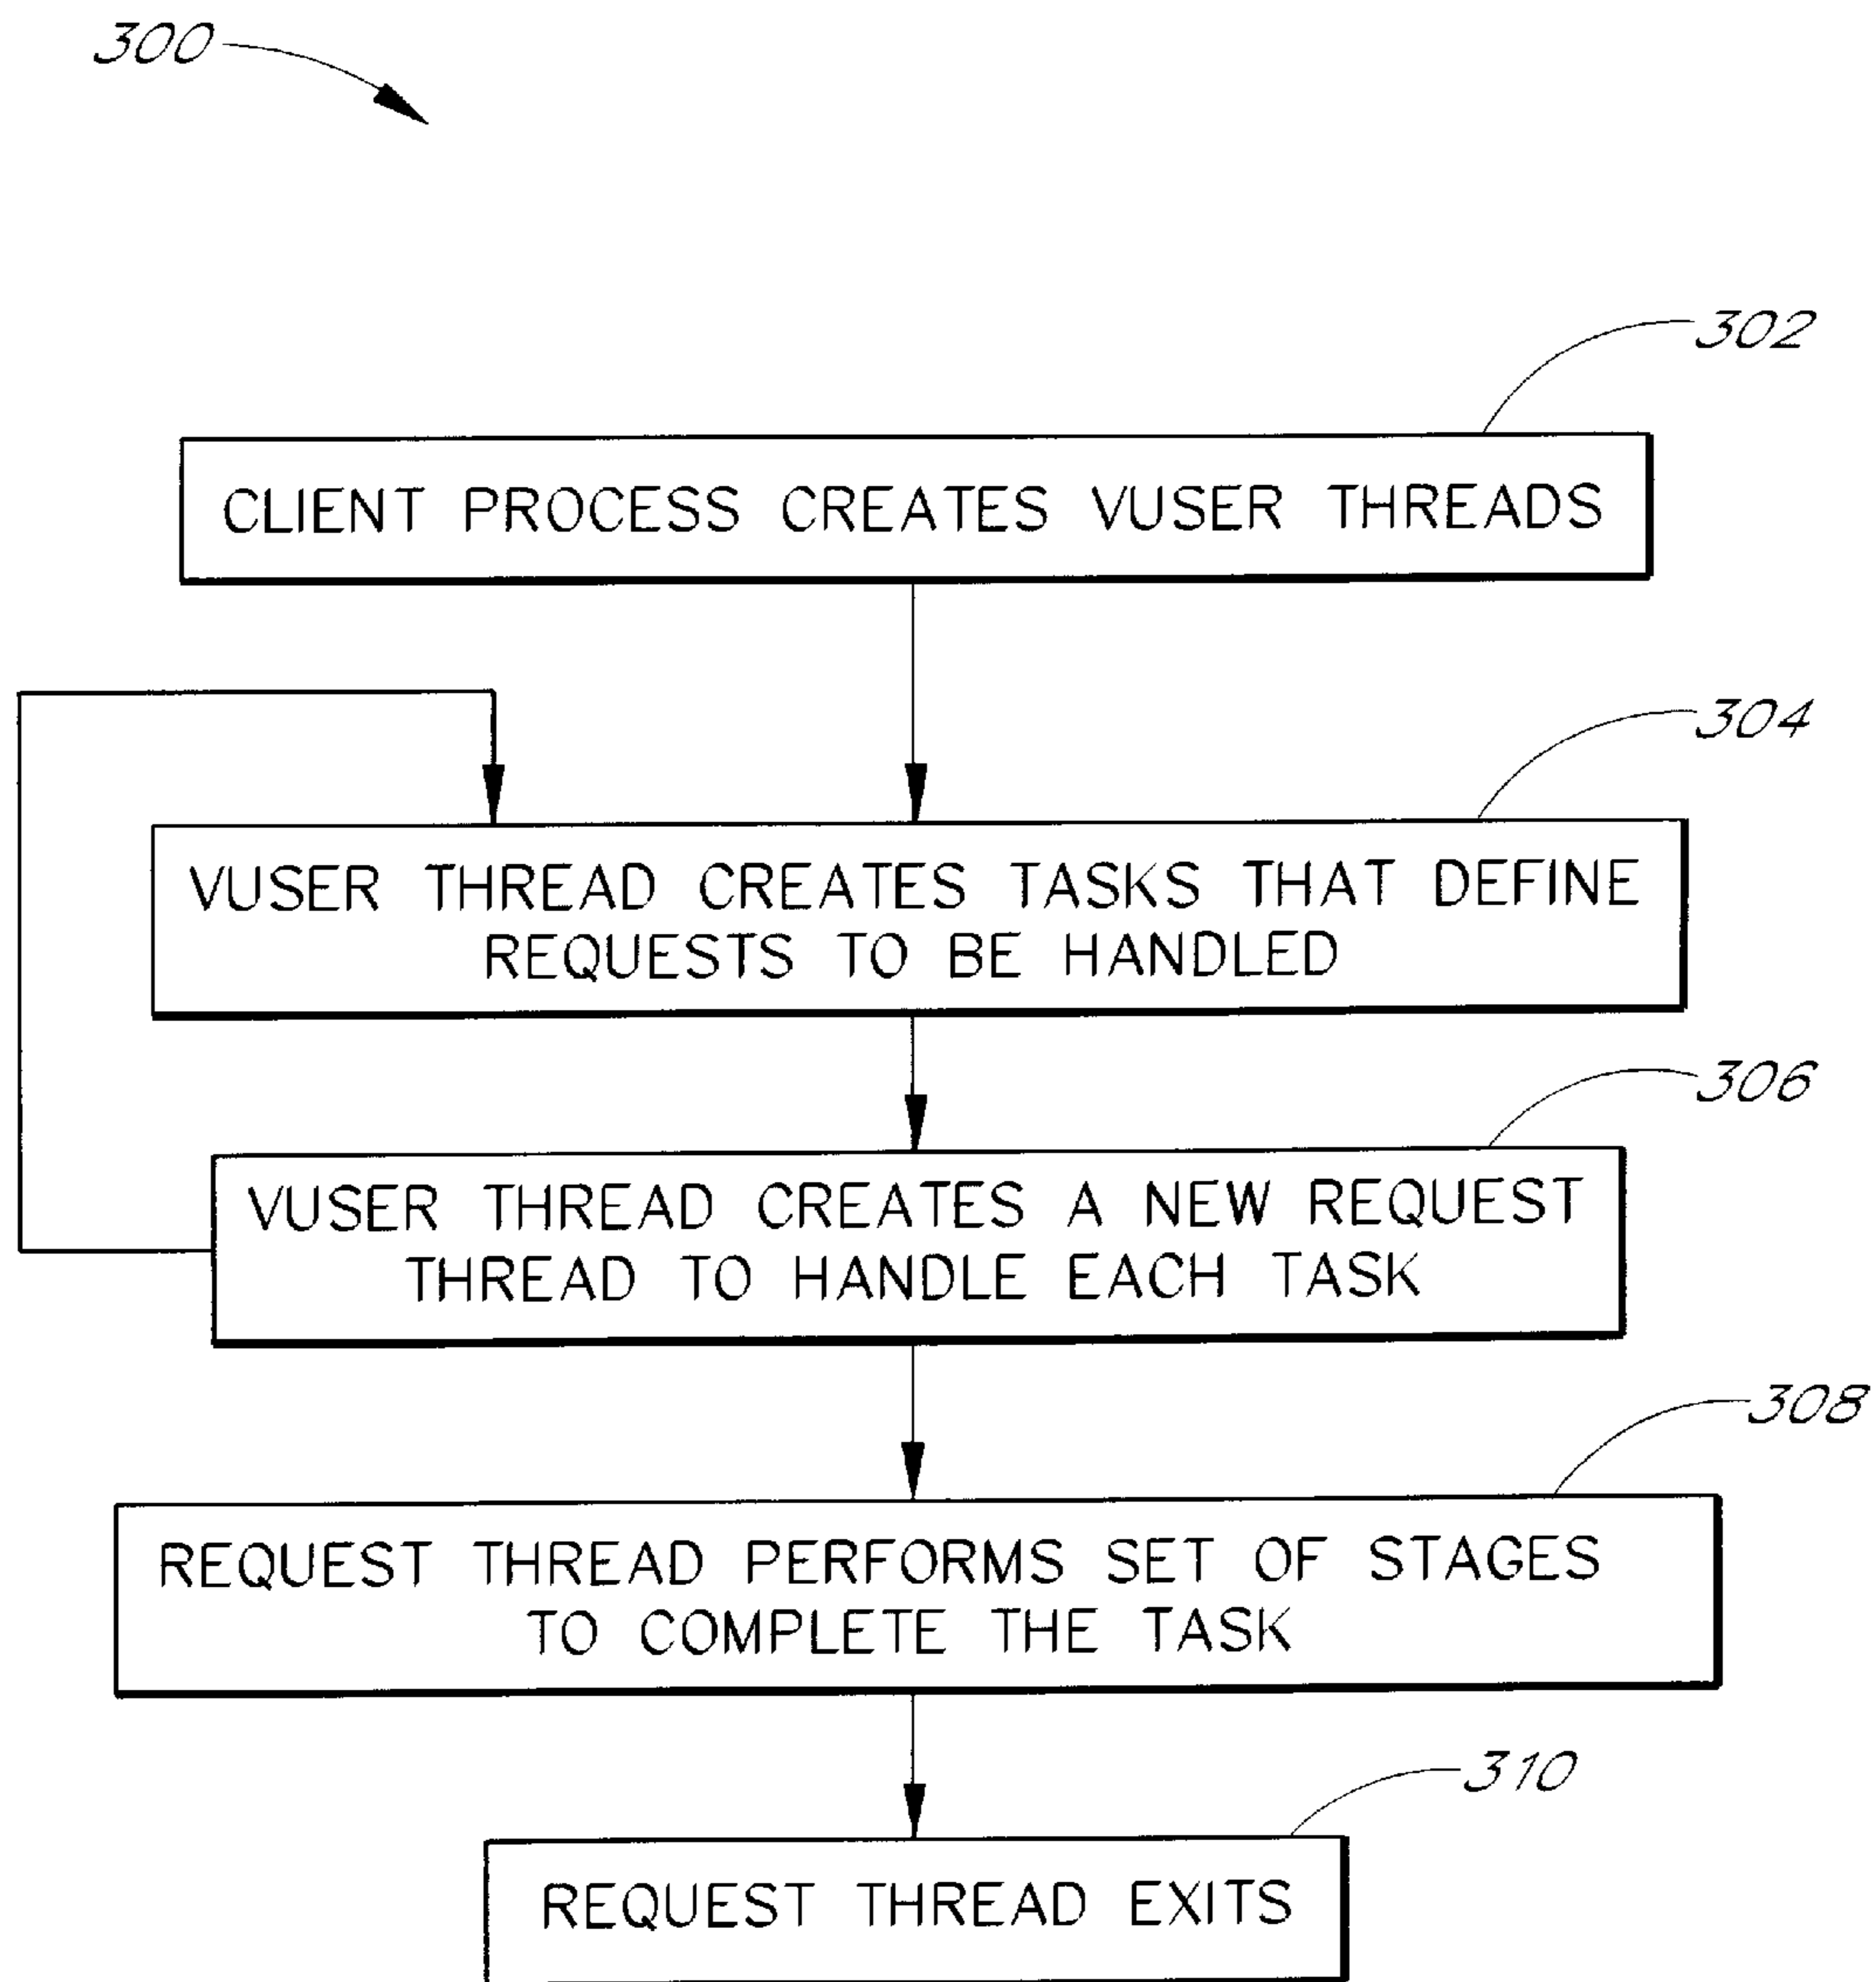 300
302
CLIENT PROCESS CREATES VUSER THREADS
304
VUSER THREAD CREATES TASKS THAT DEFINE
REQUESTS TO BE HANDLED
306
VUSER THREAD CREATES A NEW REQUEST
THREAD TO HANDLE EACH TASK
308
REQUEST THREAD PERFORMS SET OF STAGES
TO COMPLETE THE TASK
310
REQUEST THREAD EXITS